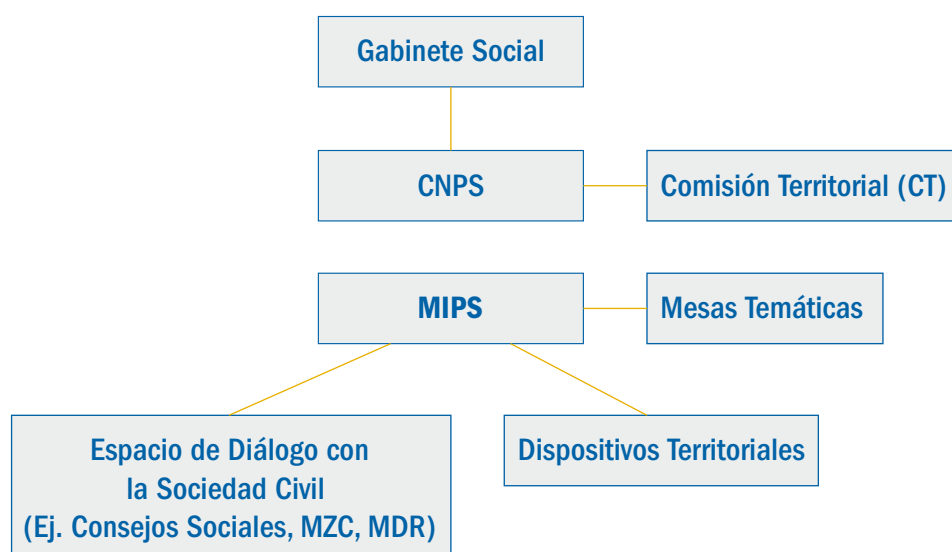 Gabinete Social
CNPS
Comisión Territorial (CT)
MIPS
Mesas Temáticas
Espacio de Diálogo con
la Sociedad Civil
(Ej. Consejos Sociales, MZC, MDR)
Dispositivos Territoriales